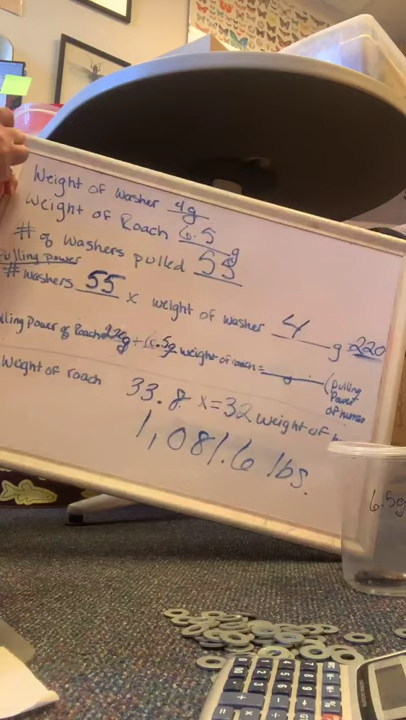 Weight of washer 4g
Weight of Roach 6.5 g
# of washers pulled 55
Pulling power
# washers 55 x weight of washer 4 g 220
Pulling Power of Roach 220g ÷ 6.5g weight of roach = g (pulling Power of human
Weight of roach 33.8 x = 32 weight of
1,081.6 lbs.
6.5g